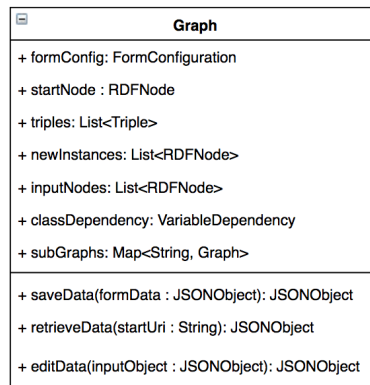 Graph
+ formConfig: FormConfiguration
+ startNode : RDFNode
+ triples: List<Triple>
+ newInstances: List<RDFNode>
+ inputNodes: List<RDFNode>
+ classDependency: VariableDependency
+ subGraphs: Map<String, Graph>
+ saveData(formData : JSONObject): JSONObject
+ retrieveData(startUri : String): JSONObject
+ editData(inputObject : JSONObject): JSONObject